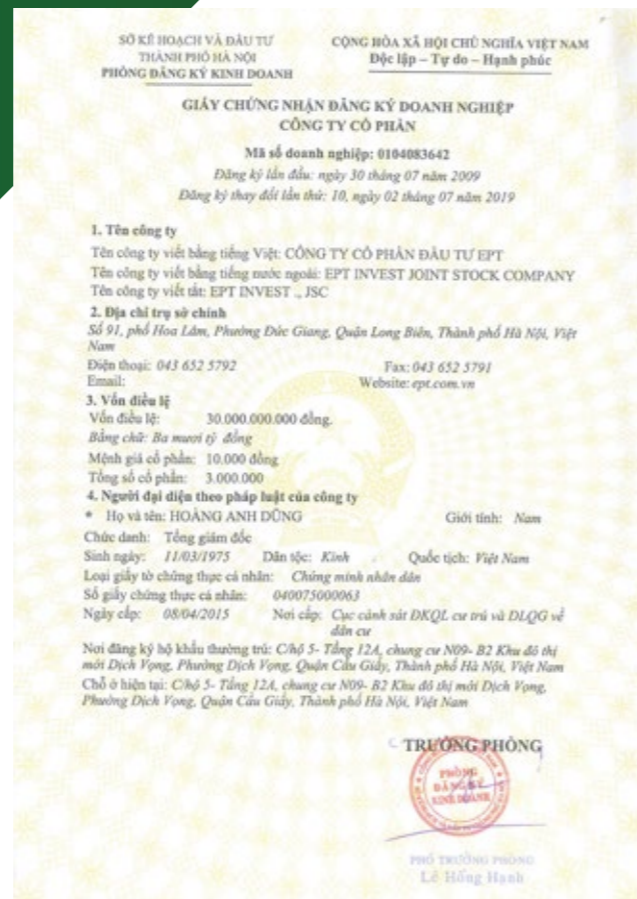 SỞ KẾ HOẠCH VÀ ĐẦU TƯ
THÀNH PHỐ HÀ NỘI
PHÒNG ĐĂNG KÝ KINH DOANH
CỘNG HÒA XÃ HỘI CHỦ NGHĨA VIỆT NAM
Độc lập – Tự do – Hạnh phúc
GIẤY CHỨNG NHẬN ĐĂNG KÝ DOANH NGHIỆP
CÔNG TY CỔ PHẦN
Mã số doanh nghiệp: 0104083642
Đăng ký lần đầu: ngày 30 tháng 07 năm 2009
Đăng ký thay đổi lần thứ: 10, ngày 02 tháng 07 năm 2019
1. Tên công ty
Tên công ty viết bằng tiếng Việt: CÔNG TY CỔ PHẦN ĐẦU TƯ EPT
Tên công ty viết bằng tiếng nước ngoài: EPT INVEST JOINT STOCK COMPANY
Tên công ty viết tắt: EPT INVEST ., JSC
2. Địa chỉ trụ sở chính
Số 91, phố Hoa Lâm, Phường Đức Giang, Quận Long Biên, Thành phố Hà Nội, Việt
Nam
Điện thoại: 043 652 5792 Fax: 043 652 5791
Email: Website: ept.com.vn
3. Vốn điều lệ
Vốn điều lệ: 30.000.000.000 đồng.
Bằng chữ: Ba mươi tỷ đồng
Mệnh giá cổ phần: 10.000 đồng
Tổng số cổ phần: 3.000.000
4. Người đại diện theo pháp luật của công ty
* Họ và tên: HOÀNG ANH DŨNG Giới tính: Nam
Chức danh: Tổng giám đốc
Sinh ngày: 11/03/1975 Dân tộc: Kinh Quốc tịch: Việt Nam
Loại giấy tờ chứng thực cá nhân: Chứng minh nhân dân
Số giấy chứng thực cá nhân: 040075000063
Ngày cấp: 08/04/2015 Nơi cấp: Cục cảnh sát ĐKQL cư trú và DLQG về
dân cư
Nơi đăng ký hộ khẩu thường trú: C/hộ 5- Tầng 12A, chung cư N09- B2 Khu đô thị
mới Dịch Vọng, Phường Dịch Vọng, Quận Cầu Giấy, Thành phố Hà Nội, Việt Nam
Chỗ ở hiện tại: C/hộ 5- Tầng 12A, chung cư N09- B2 Khu đô thị mới Dịch Vọng,
Phường Dịch Vọng, Quận Cầu Giấy, Thành phố Hà Nội, Việt Nam
TRƯỞNG PHÒNG
PHÒNG
ĐĂNG KÝ
KINH DOANH
PHÓ TRƯỞNG PHÒNG
Lê Hồng Hạnh